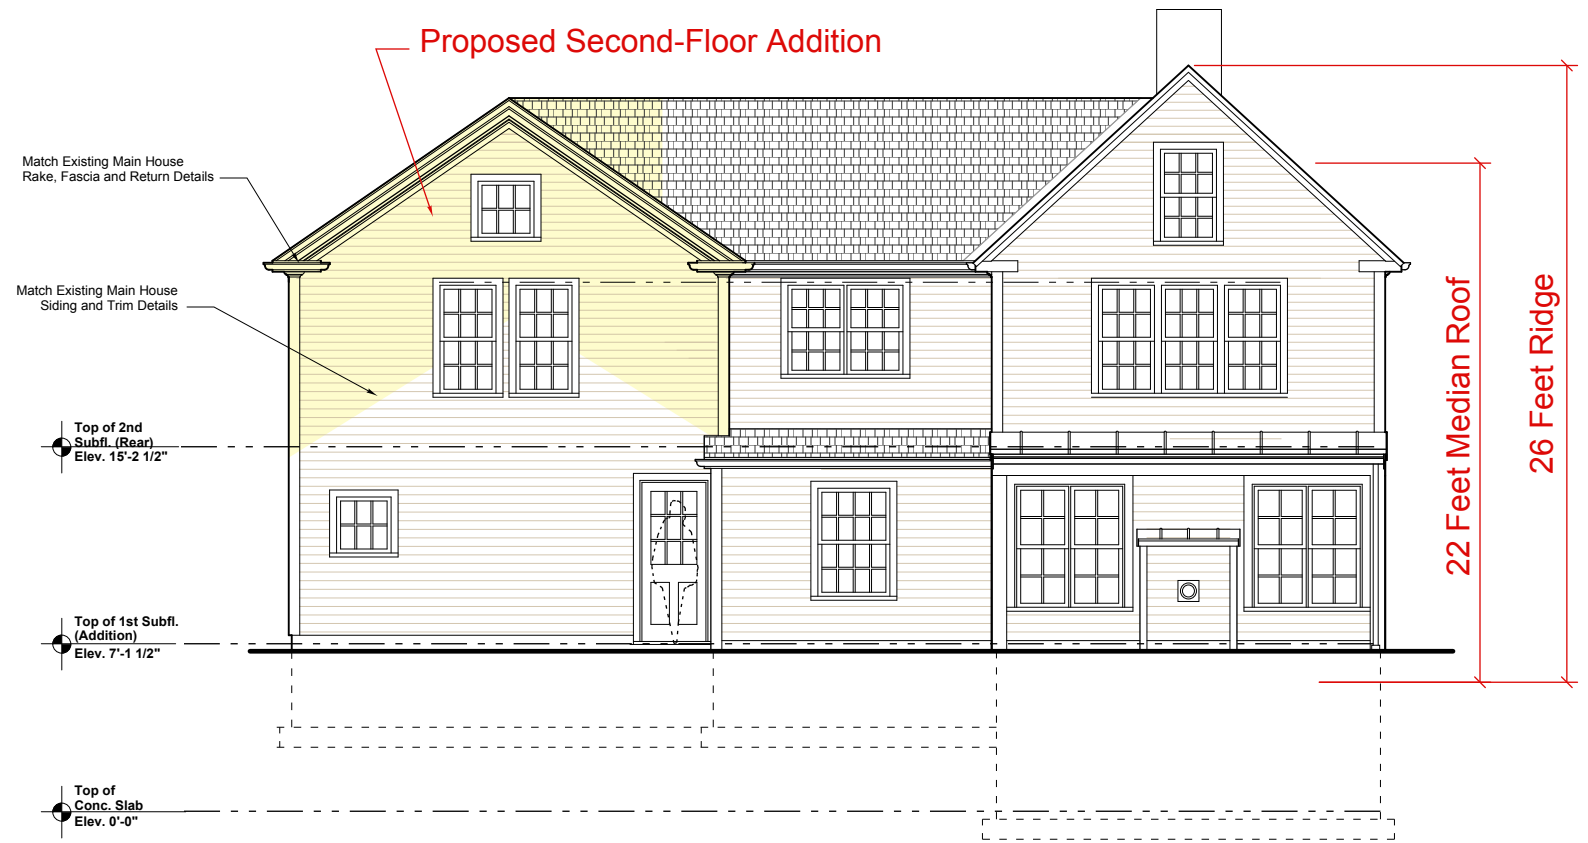 Proposed Second-Floor Addition
Match Existing Main House
Rake, Fascia and Return Details
Match Existing Main House
Siding and Trim Details
Top of 2nd
Subfl. (Rear)
Elev. 15'-2 1/2"
Top of 1st Subfl.
(Addition)
Elev. 7'-1 1/2"
Top of
Conc. Slab
Elev. 0'-0"
22 Feet Median Roof
26 Feet Ridge